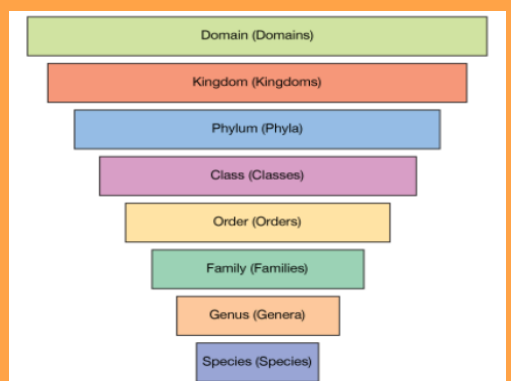 Domain (Domains)
Kingdom (Kingdoms)
Phylum (Phyla)
Class (Classes)
Order (Orders)
Family (Families)
Genus (Genera)
Species (Species)